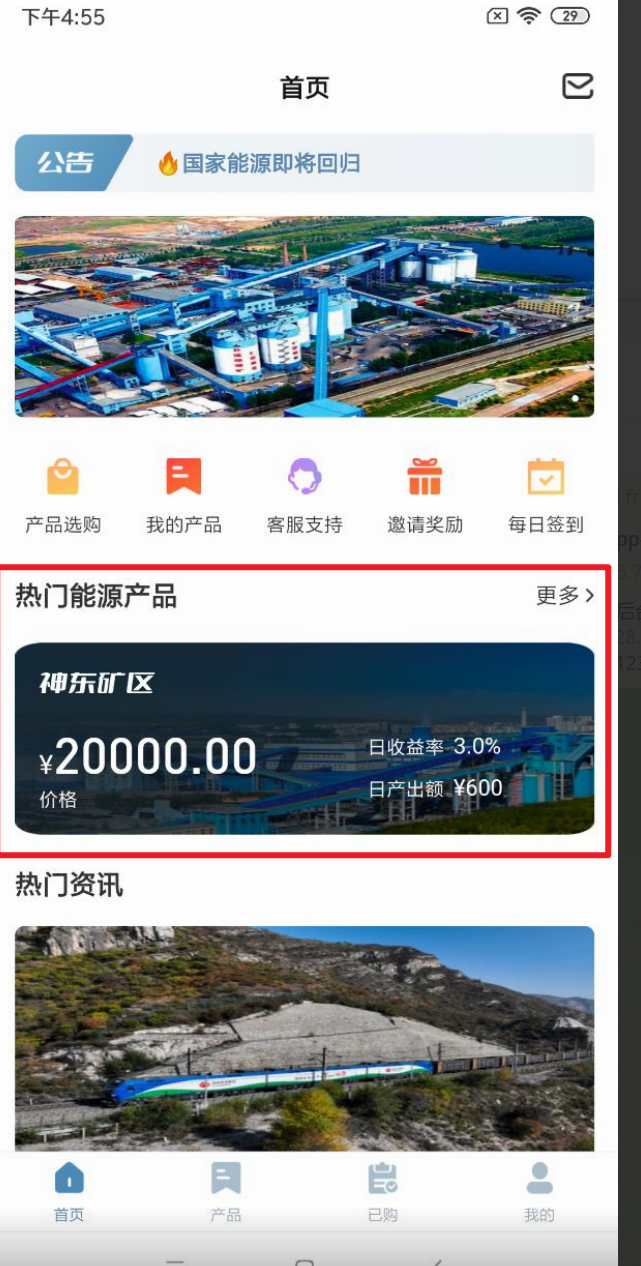 下午4:55
29
首页
公告
🔥国家能源即将回归
产品选购
我的产品
客服支持
邀请奖励
每日签到
热门能源产品
更多
神东矿区
¥20000.00
价格
日收益率 3.0%
日产出额 ¥600
热门资讯
首页
产品
已购
我的